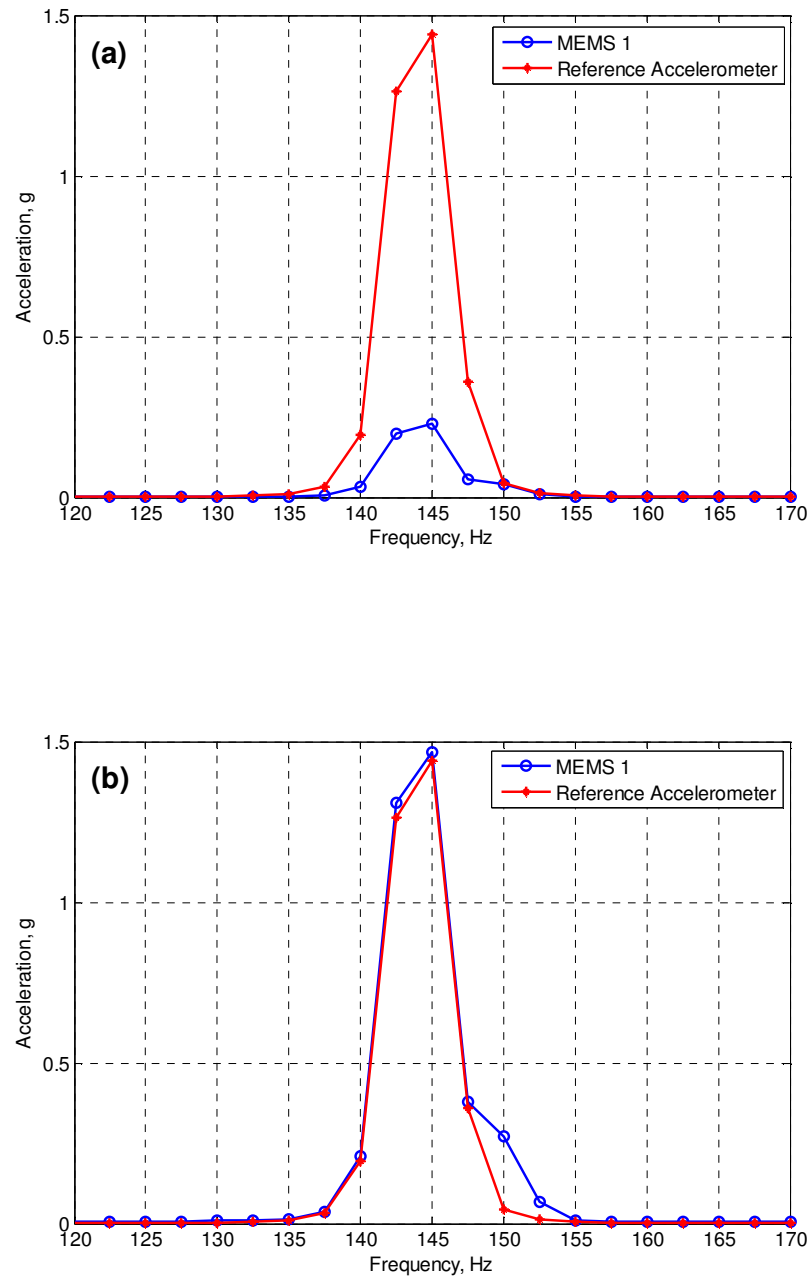 (a)
MEMS 1
Reference Accelerometer
1.5
1
0.5
0
Acceleration, g
120 125 130 135 140 145 150 155 160 165 170
Frequency, Hz
(b)
MEMS 1
Reference Accelerometer
1.5
1
0.5
0
Acceleration, g
120 125 130 135 140 145 150 155 160 165 170
Frequency, Hz